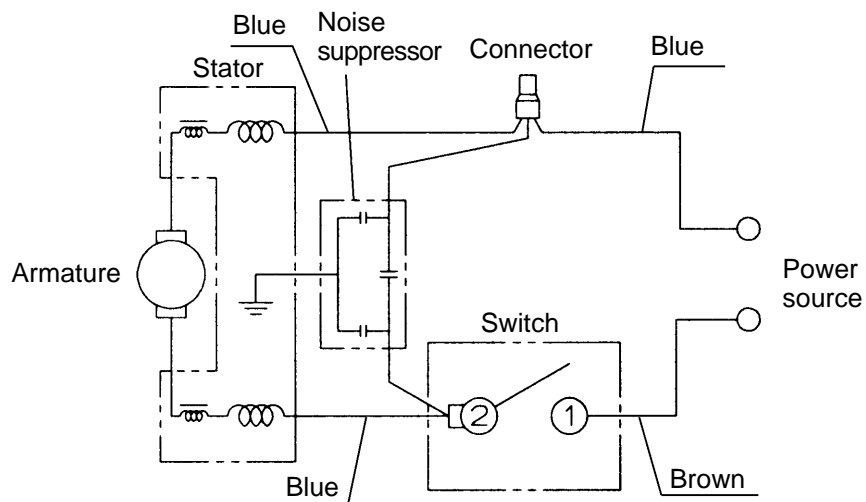 Blue
Noise
suppressor
Connector
Blue
Stator
Armature
Power
source
Switch
2
1
Blue
Brown